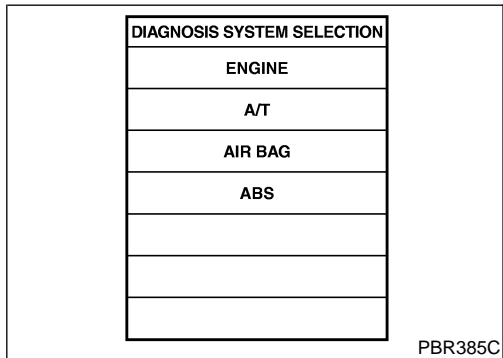 DIAGNOSIS SYSTEM SELECTION
ENGINE
A/T
AIR BAG
ABS
PBR385C